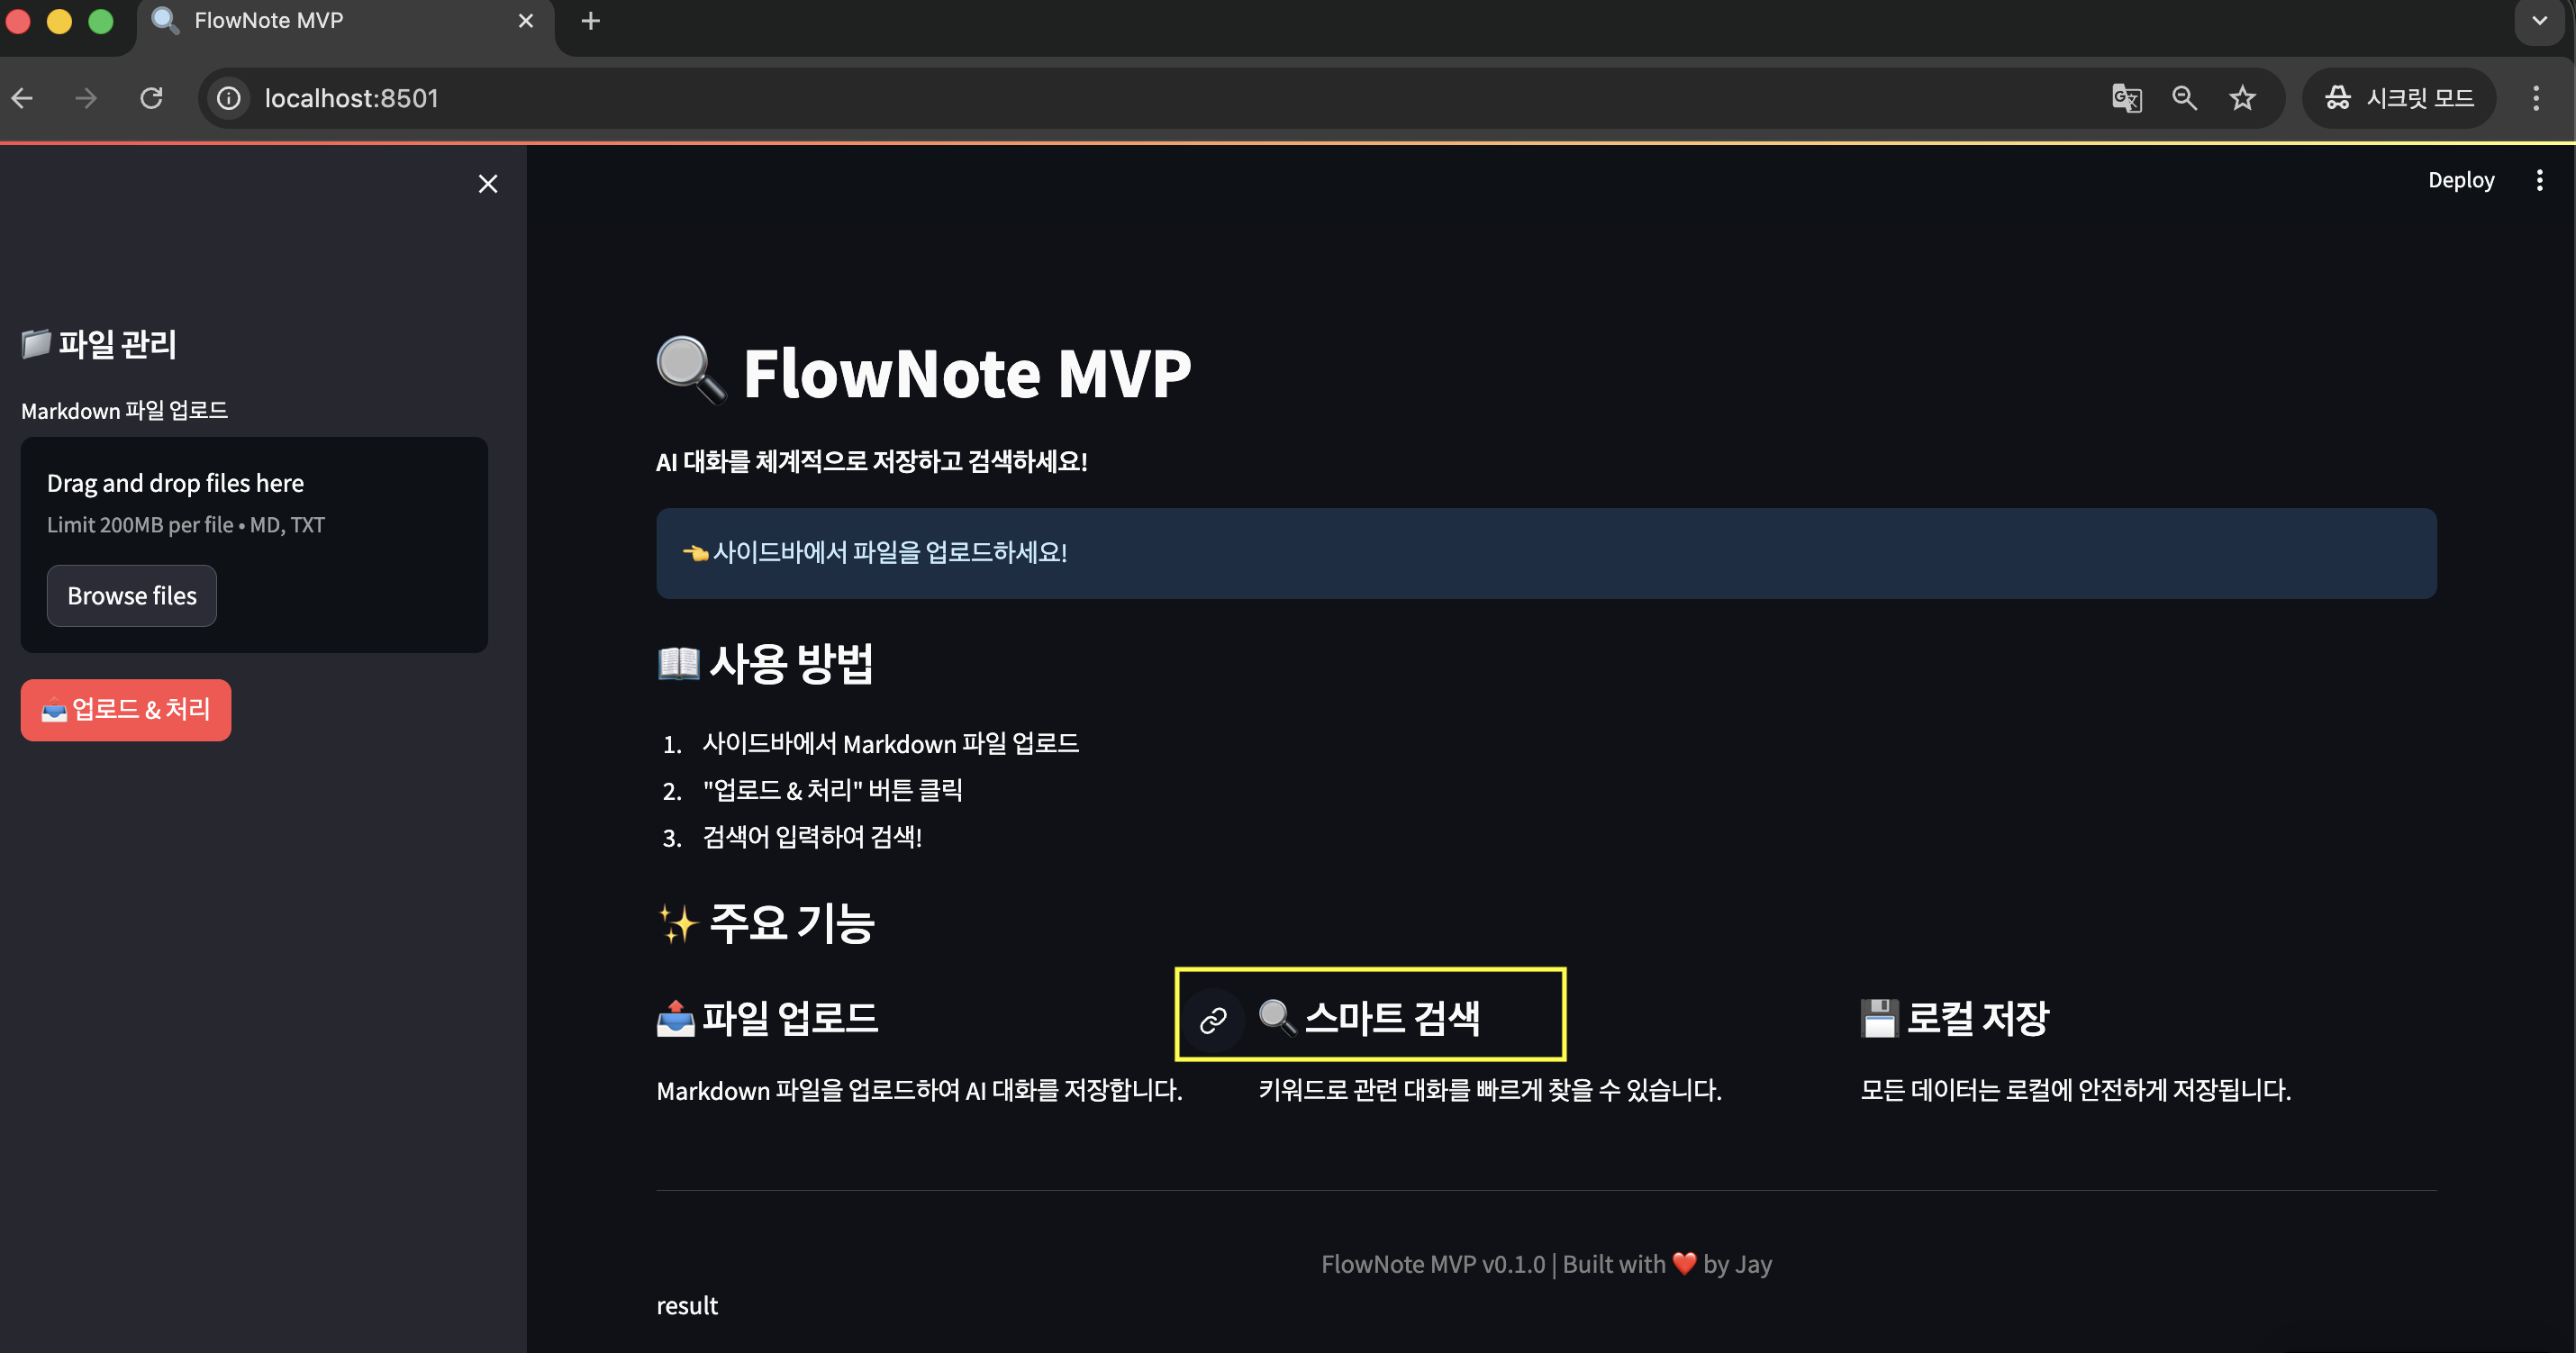 FlowNote MVP
localhost:8501
시크릿 모드
Deploy
📁 파일 관리
Markdown 파일 업로드
Drag and drop files here
Limit 200MB per file • MD, TXT
Browse files
📤 업로드 & 처리
🔍 FlowNote MVP
AI 대화를 체계적으로 저장하고 검색하세요!
👈 사이드바에서 파일을 업로드하세요!
📖 사용 방법
1. 사이드바에서 Markdown 파일 업로드
2. "업로드 & 처리" 버튼 클릭
3. 검색어 입력하여 검색!
✨ 주요 기능
📤 파일 업로드
Markdown 파일을 업로드하여 AI 대화를 저장합니다.
🔍 스마트 검색
키워드로 관련 대화를 빠르게 찾을 수 있습니다.
💾 로컬 저장
모든 데이터는 로컬에 안전하게 저장됩니다.
FlowNote MVP v0.1.0 | Built with ❤️ by Jay
result